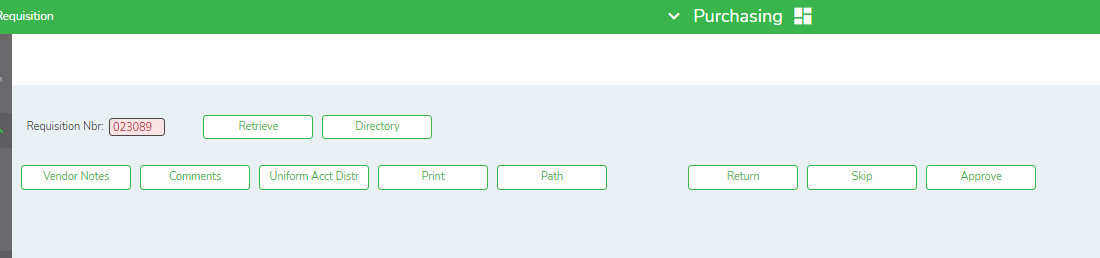 Requisition
Purchasing
Requisition Nbr: 023089 Retrieve Directory
Vendor Notes Comments Uniform Acct Distr Print Path Return Skip Approve